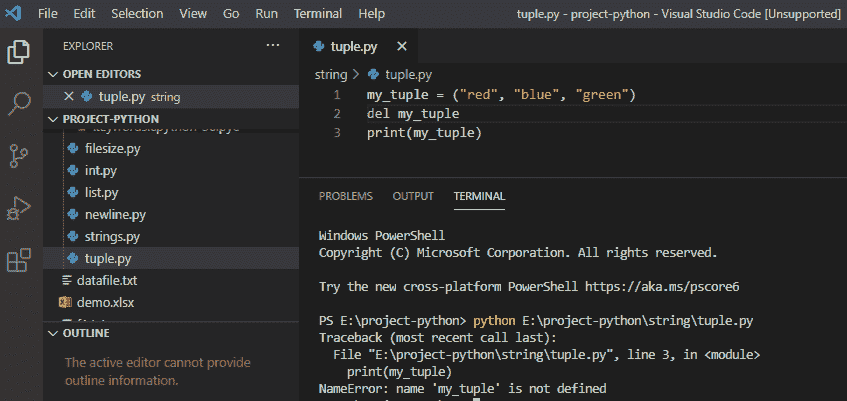 File Edit Selection View Go Run Terminal Help
tuple.py - project-python - Visual Studio Code [Unsupported]
EXPLORER
OPEN EDITORS
tuple.py string
PROJECT-PYTHON
filesize.py
int.py
list.py
newline.py
strings.py
tuple.py
datafile.txt
demo.xlsx
OUTLINE
The active editor cannot provide
outline information.
tuple.py
string > tuple.py
1 my_tuple = ("red", "blue", "green")
2 del my_tuple
3 print(my_tuple)
PROBLEMS OUTPUT TERMINAL
Windows PowerShell
Copyright (C) Microsoft Corporation. All rights reserved.
Try the new cross-platform PowerShell https://aka.ms/pscore6
PS E:\project-python> python E:\project-python\string\tuple.py
Traceback (most recent call last):
File "E:\project-python\string\tuple.py", line 3, in <module>
print(my_tuple)
NameError: name 'my_tuple' is not defined